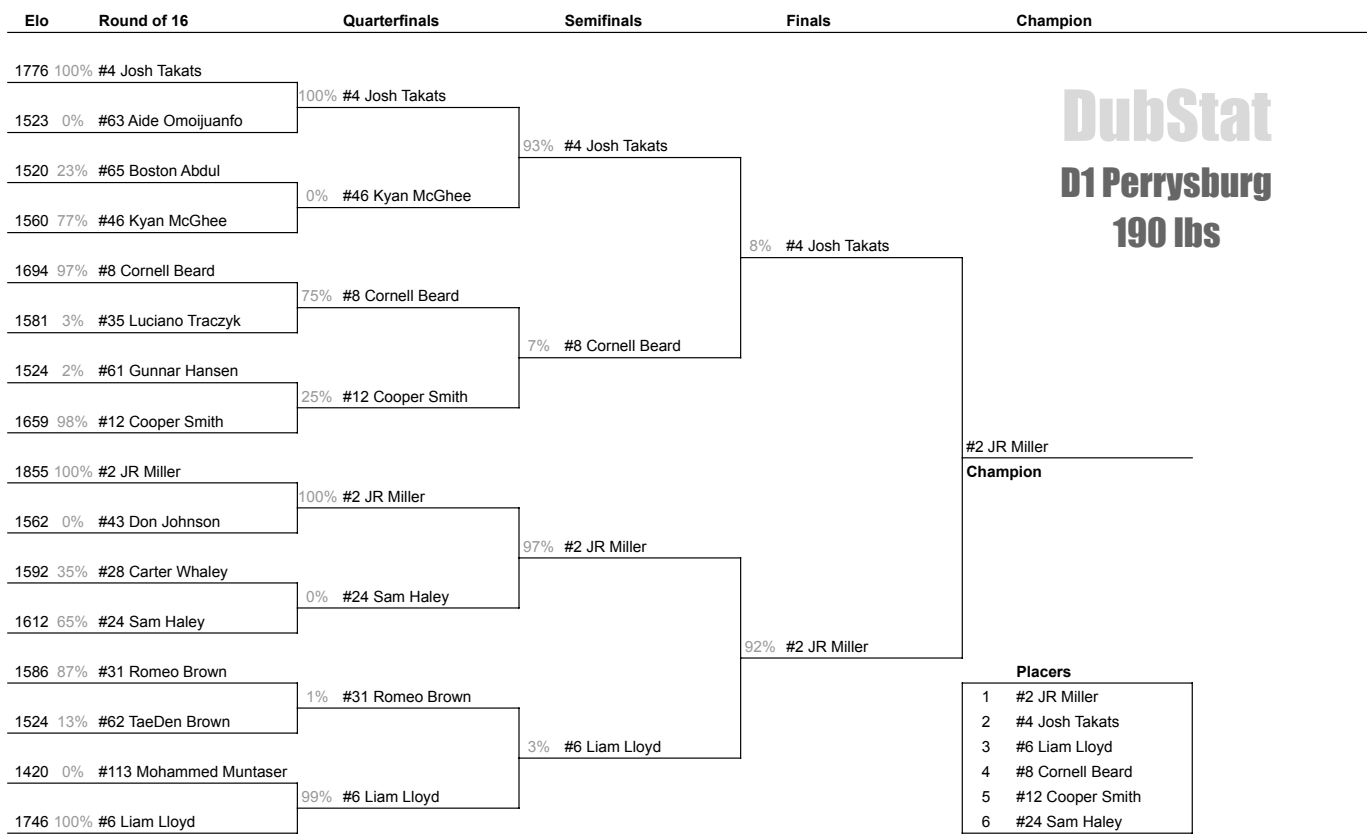 Elo Round of 16 Quarterfinals Semifinals Finals Champion
1776 100% #4 Josh Takats
100% #4 Josh Takats
DubStat
1523 0% #63 Aide Omoijuanfo
93% #4 Josh Takats
1520 23% #65 Boston Abdul
D1 Perrysburg
0% #46 Kyan McGhee
1560 77% #46 Kyan McGhee
190 lbs
8% #4 Josh Takats
1694 97% #8 Cornell Beard
75% #8 Cornell Beard
1581 3% #35 Luciano Traczyk
7% #8 Cornell Beard
1524 2% #61 Gunnar Hansen
25% #12 Cooper Smith
1659 98% #12 Cooper Smith
#2 JR Miller
1855 100% #2 JR Miller
Champion
100% #2 JR Miller
1562 0% #43 Don Johnson
97% #2 JR Miller
1592 35% #28 Carter Whaley
0% #24 Sam Haley
1612 65% #24 Sam Haley
92% #2 JR Miller
1586 87% #31 Romeo Brown
Placers
1% #31 Romeo Brown
1 #2 JR Miller
1524 13% #62 TaeDen Brown
2 #4 Josh Takats
3% #6 Liam Lloyd
3 #6 Liam Lloyd
1420 0% #113 Mohammed Muntaser
4 #8 Cornell Beard
99% #6 Liam Lloyd
5 #12 Cooper Smith
1746 100% #6 Liam Lloyd
6 #24 Sam Haley